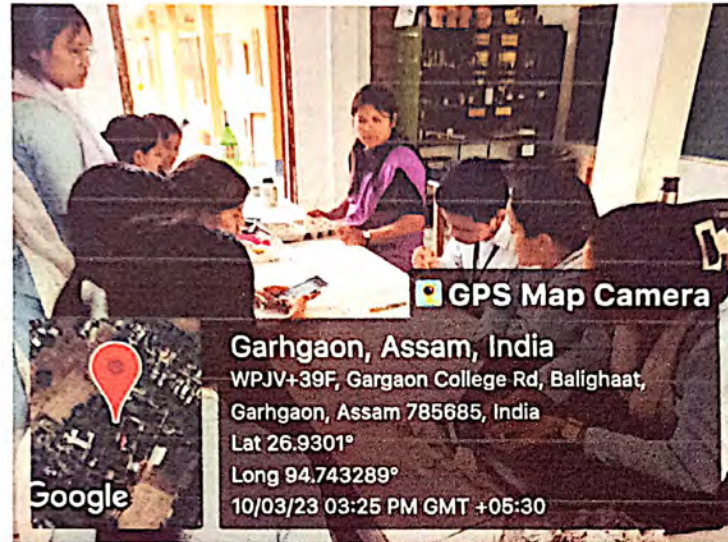 GPS Map Camera
Garhgaon, Assam, India
WPJV+39F, Gargaon College Rd, Balighaat,
Garhgaon, Assam 785685, India
Lat 26.9301°
Long 94.743289°
10/03/23 03:25 PM GMT +05:30
Google